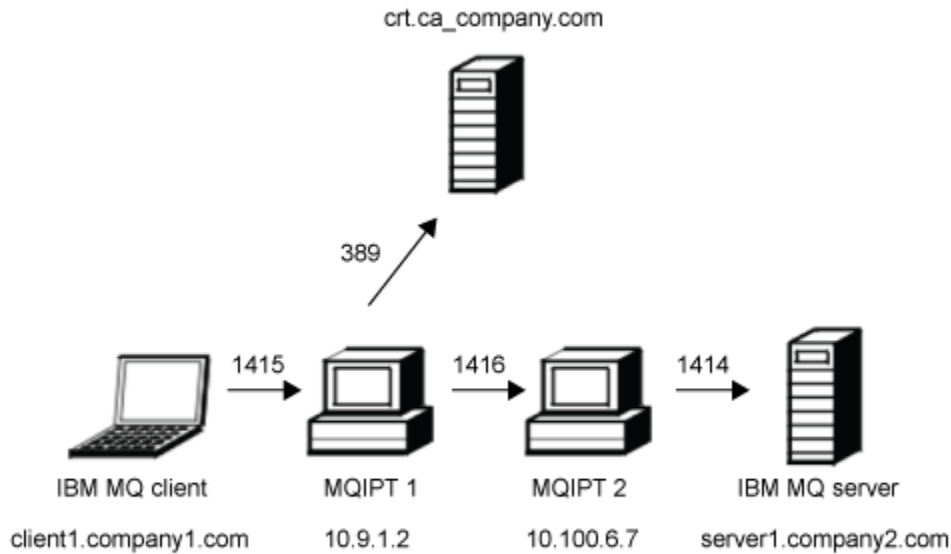 crt.ca_company.com
389
1415
1416
1414
IBM MQ client
MQIPT 1
MQIPT 2
IBM MQ server
client1.company1.com
10.9.1.2
10.100.6.7
server1.company2.com